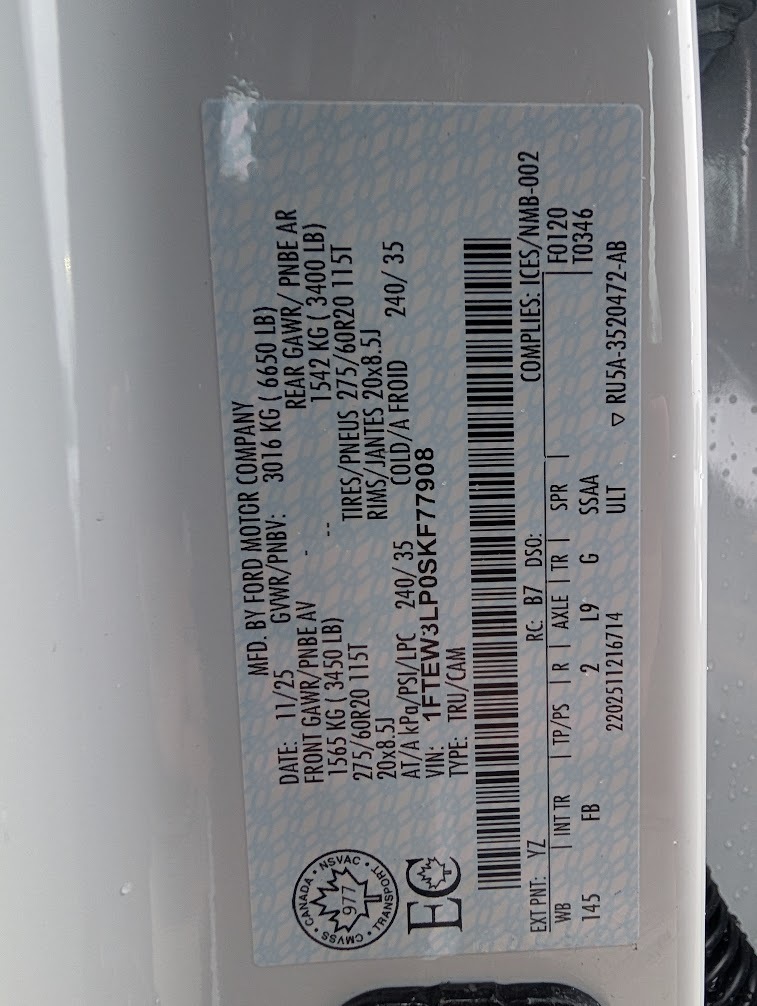 MFD. BY FORD MOTOR COMPANY
DATE: 11/25 GVWR/PNBV: 3016 KG ( 6650 LB)
FRONT GAWR/PNBE AV - REAR GAWR/ PNBE AR
1565 KG ( 3450 LB) -- 1542 KG ( 3400 LB)
275/60R20 115T TIRES/PNEUS 275/60R20 115T
20x8.5J RIMS/JANTES 20x8.5J
AT/A kPa/PSI/LPC 240/ 35 COLD/A FROID 240/ 35
VIN: 1FTEW3LP0SKF77908
TYPE: TRU/CAM
CANADA • NSVAC • TRANSPORT • CMVSS •
977
EC
COMPLIES: ICES/NMB-002
EXT PNT: YZ RC: B7 DSO: F0120
WB | INT TR | TP/PS | R | AXLE | TR | SPR | T0346
145 FB 2 L9 G SSAA
2202511216714 ULT
▽ RU5A-3520472-AB